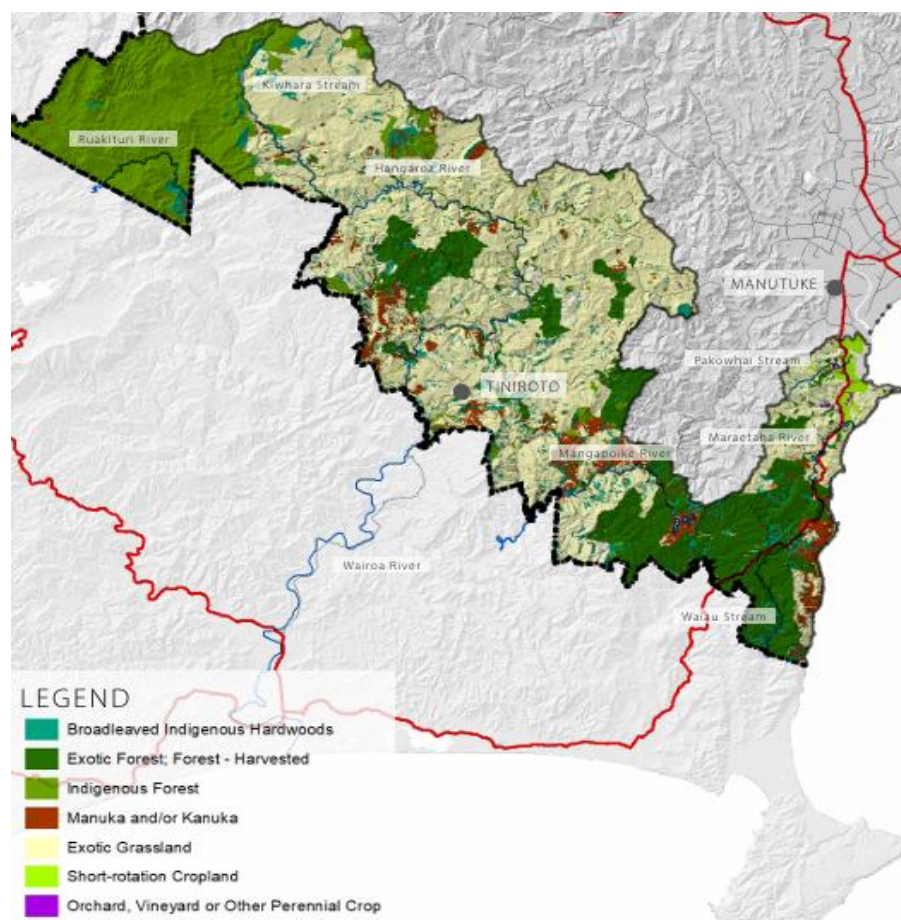 Kiwhara Stream
Ruakituri River
Hangaroa River
MANUTUKE
Pakowhai Stream
TINIROTO
Maraetaha River
Mangapoike River
Wairoa River
Waiau Stream
LEGEND
Broadleaved Indigenous Hardwoods
Exotic Forest; Forest - Harvested
Indigenous Forest
Manuka and/or Kanuka
Exotic Grassland
Short-rotation Cropland
Orchard, Vineyard or Other Perennial Crop